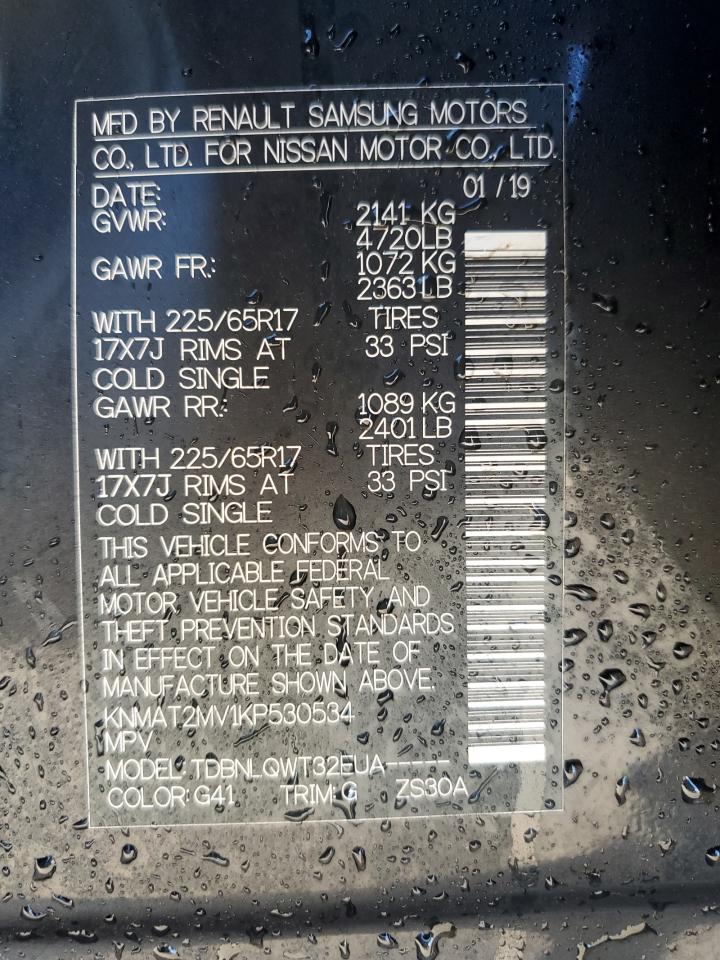 MFD BY RENAULT SAMSUNG MOTORS
CO., LTD. FOR NISSAN MOTOR CO., LTD.
DATE: 01 / 19
GVWR: 2141 KG
4720LB
GAWR FR.: 1072 KG
2363LB
WITH 225/65R17 TIRES
17X7J RIMS AT 33 PSI
COLD SINGLE
GAWR RR.: 1089 KG
2401LB
WITH 225/65R17 TIRES
17X7J RIMS AT 33 PSI
COLD SINGLE
THIS VEHICLE CONFORMS TO
ALL APPLICABLE FEDERAL
MOTOR VEHICLE SAFETY AND
THEFT PREVENTION STANDARDS
IN EFFECT ON THE DATE OF
MANUFACTURE SHOWN ABOVE.
KNMAT2MV1KP530534
MPV
MODEL: TDBNLQWT32EUA-----
COLOR: G41 TRIM: G ZS30A